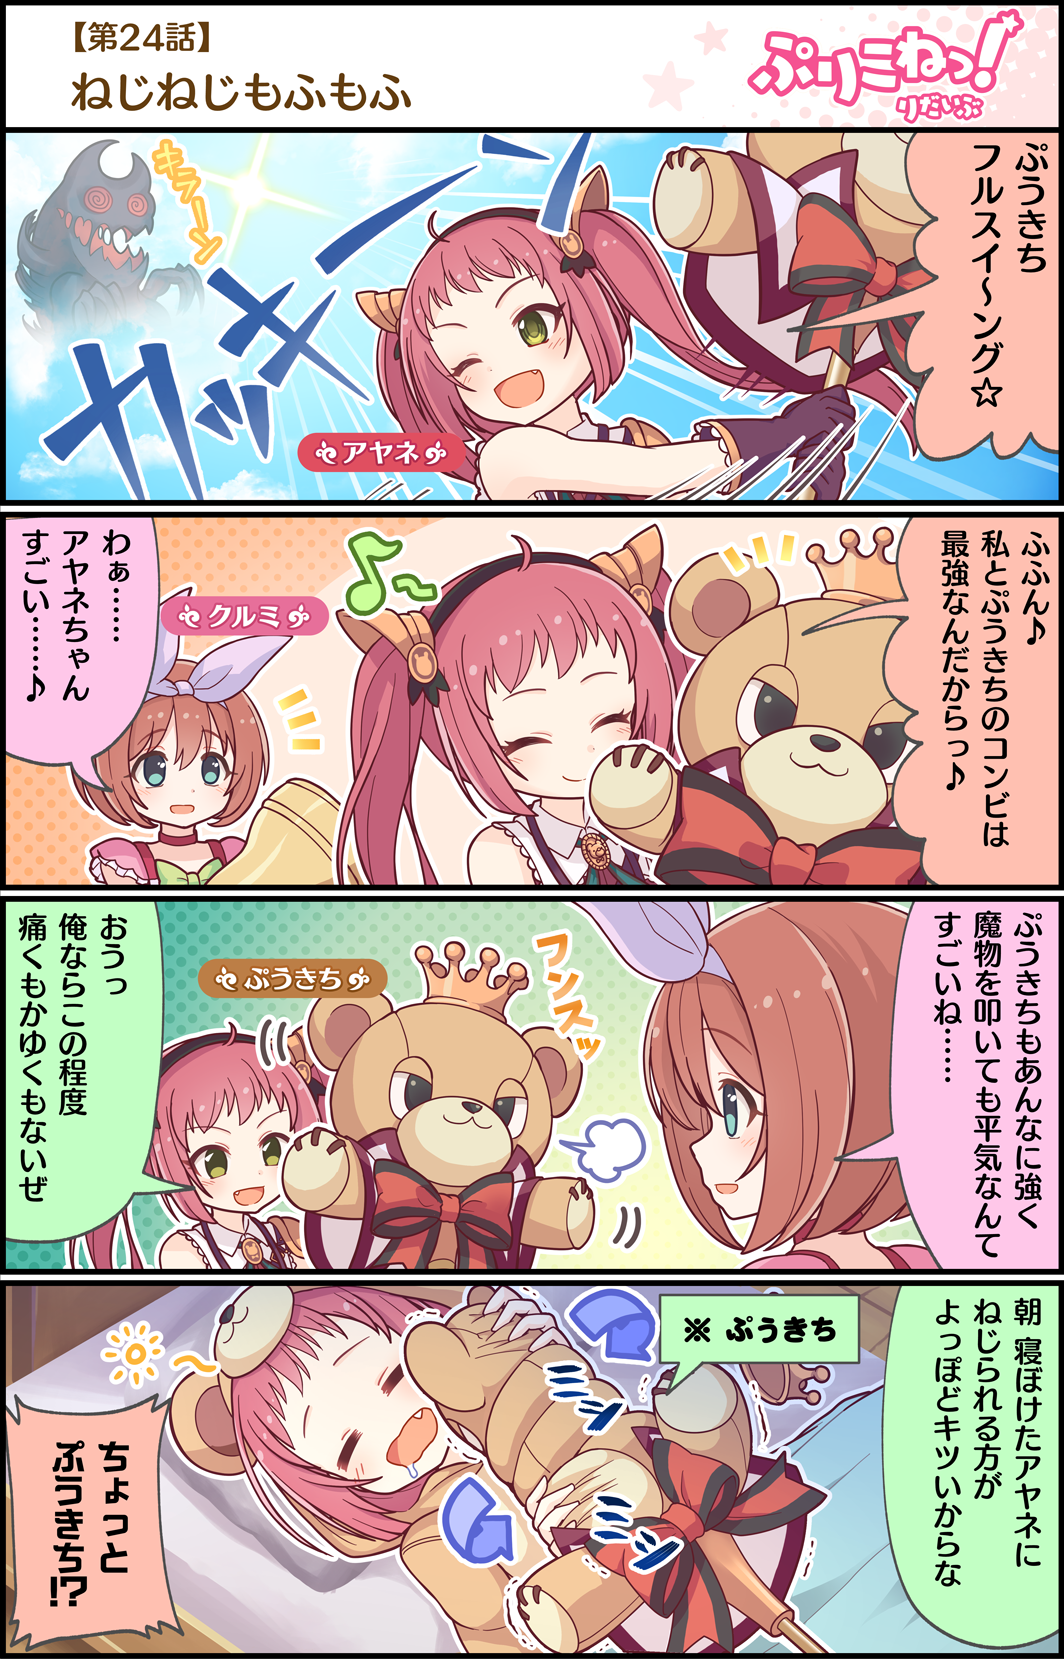 【第24話】
ねじねじもふもふ
ぷりこねっ!
りだいぶ
ぷうきち
フルスイ〜ング☆
キラーン
ガッキーン
アヤネ
ふふん♪
私とぷうきちのコンビは
最強なんだからっ♪
クルミ
わぁ……
アヤネちゃん
すごい………♪
ぷうきちもあんなに強く
魔物を叩いても平気なんて
すごいね……
フンスッ
ぷうきち
おうっ
俺ならこの程度
痛くもかゆくもないぜ
朝 寝ぼけたアヤネに
ねじられる方が
よっぽどキツいからな
※ ぷうきち
ミシ
ミシ
ちょっと
ぷうきち!?